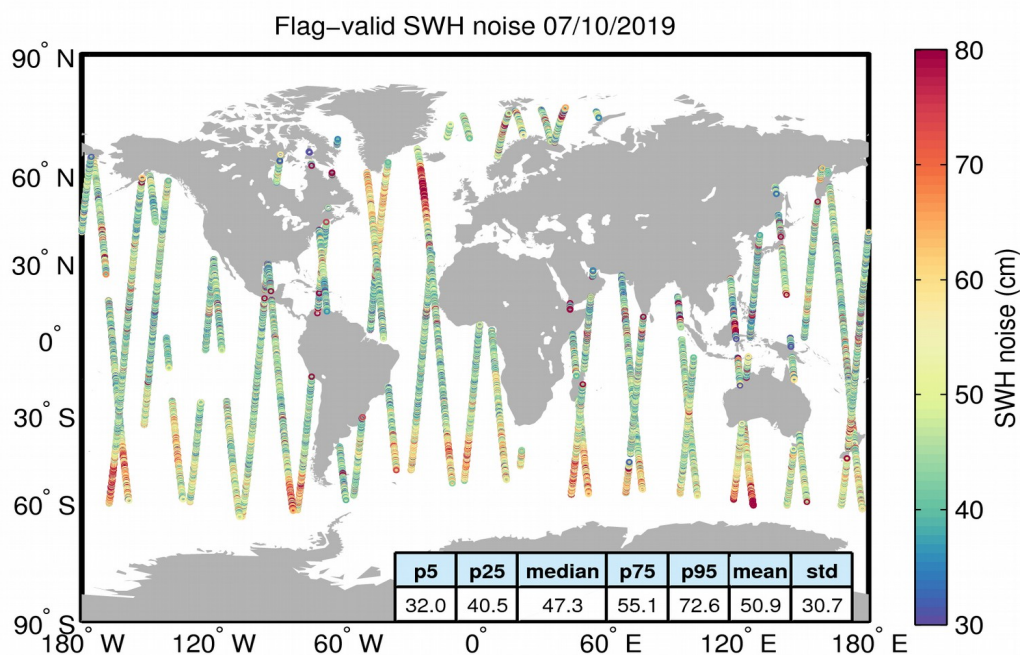 Flag−valid SWH noise 07/10/2019
90° N
60° N
30° N
0°
30° S
60° S
90° S
180° W
120° W
60° W
0°
60° E
120° E
180° E
80
70
60
50
40
30
SWH noise (cm)
p5 p25 median p75 p95 mean std
32.0 40.5 47.3 55.1 72.6 50.9 30.7